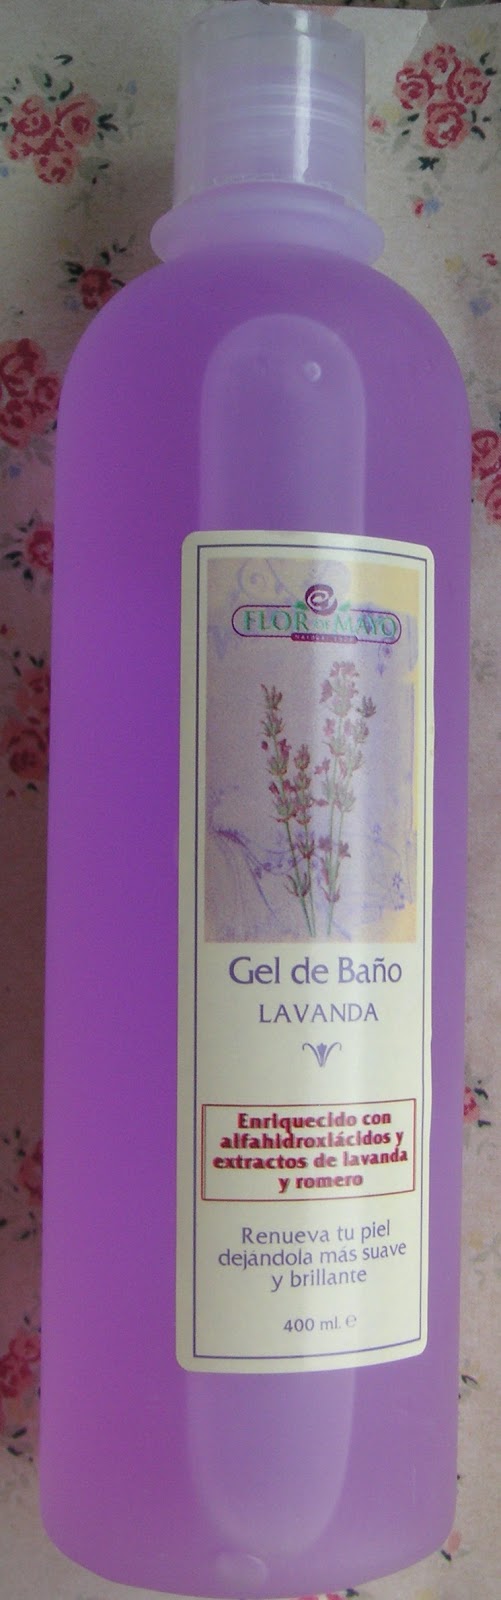 FLOR DE MAYO
Gel de Baño
LAVANDA
Enriquecido con
alfahidroxiácidos y
extractos de lavanda
y romero
Renueva tu piel
dejándola más suave
y brillante
400 ml. ℮